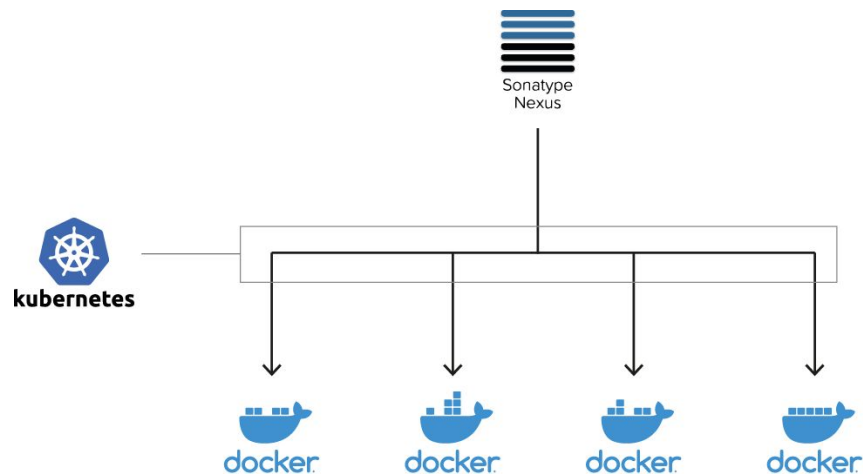 Sonatype
Nexus
kubernetes
docker
docker
docker
docker